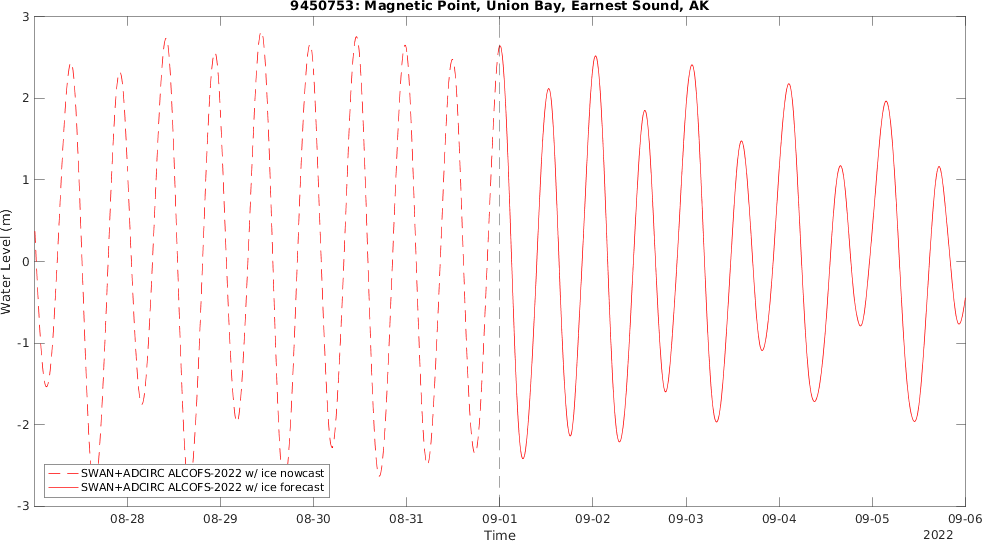 9450753: Magnetic Point, Union Bay, Earnest Sound, AK
3
2
1
0
-1
-2
-3
Water Level (m)
SWAN+ADCIRC ALCOFS-2022 w/ ice nowcast
SWAN+ADCIRC ALCOFS-2022 w/ ice forecast
08-28 08-29 08-30 08-31 09-01 09-02 09-03 09-04 09-05 09-06
Time
2022